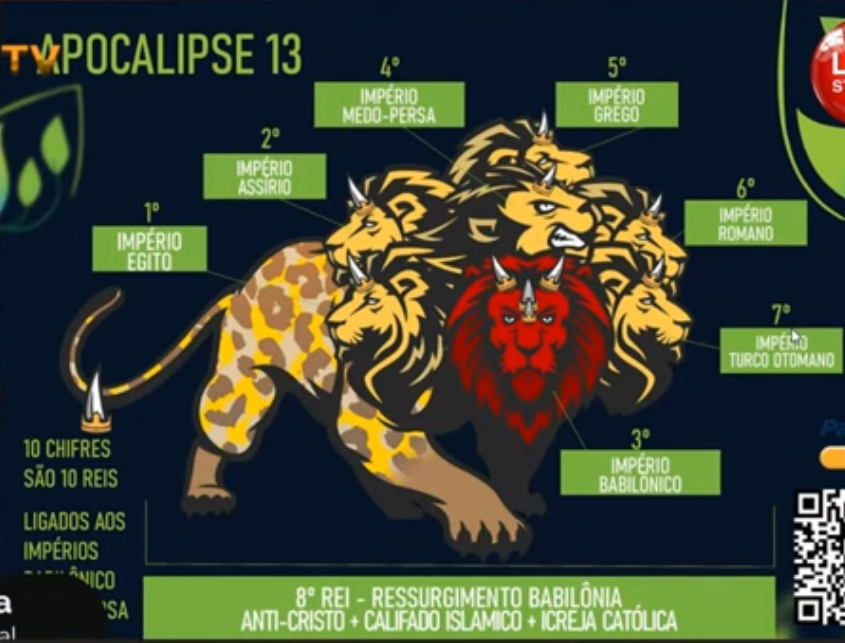 TV
APOCALIPSE 13
4º
IMPÉRIO
MEDO-PERSA
5º
IMPÉRIO
GREGO
2º
IMPÉRIO
ASSÍRIO
1º
IMPÉRIO
EGITO
6º
IMPÉRIO
ROMANO
7º
IMPÉRIO
TURCO OTOMANO
3º
IMPÉRIO
BABILÔNICO
10 CHIFRES
SÃO 10 REIS
LIGADOS AOS
IMPÉRIOS
8º REI - RESSURGIMENTO BABILÔNIA
ANTI-CRISTO + CALIFADO ISLAMICO + IGREJA CATÓLICA